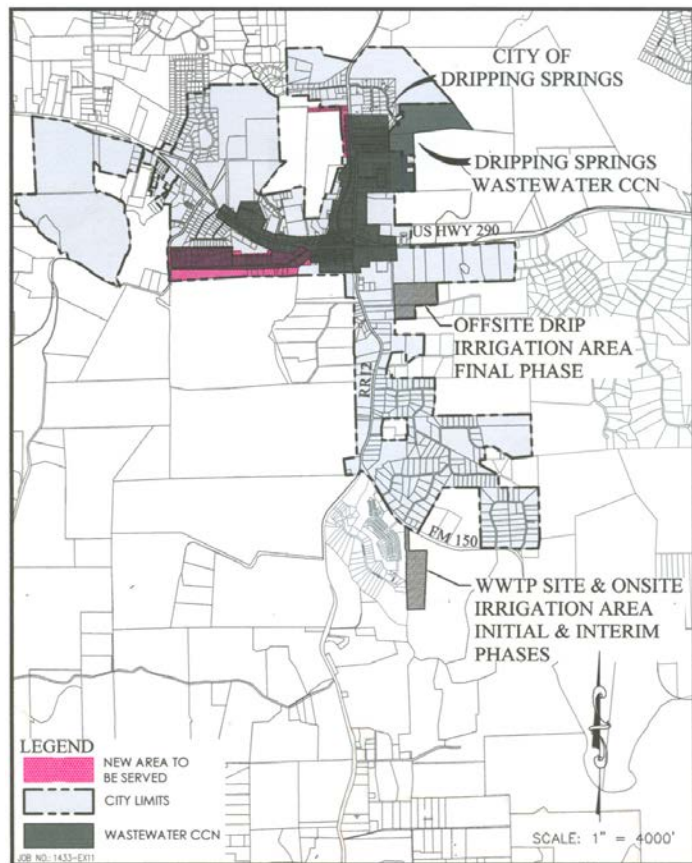 CITY OF
DRIPPING SPRINGS
DRIPPING SPRINGS
WASTEWATER CCN
US HWY 290
OFFSITE DRIP
IRRIGATION AREA
FINAL PHASE
RR12
FM 150
WWTP SITE & ONSITE
IRRIGATION AREA
INITIAL & INTERIM
PHASES
LEGEND
NEW AREA TO
BE SERVED
CITY LIMITS
WASTEWATER CCN
SCALE: 1" = 4000'
JOB NO.: 1433-EX11